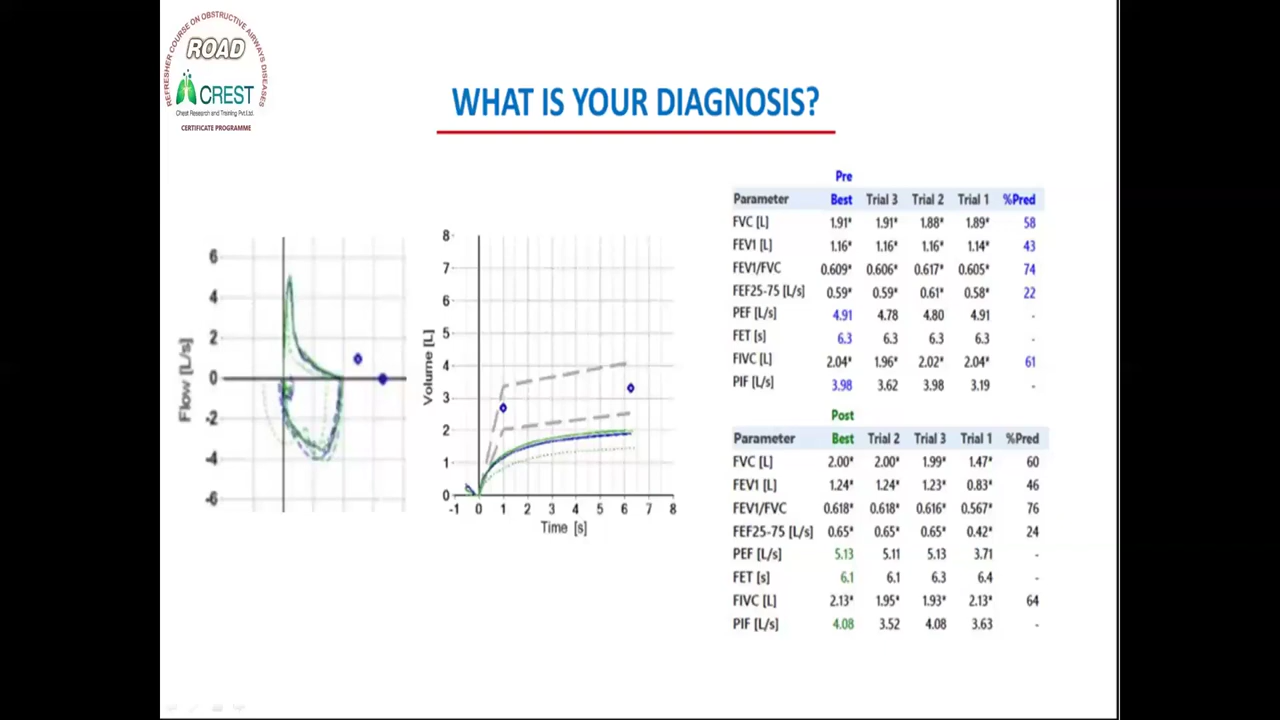 REFRESHER COURSE ON OBSTRUCTIVE AIRWAYS DISEASES
ROAD
CREST
Chest Research and Training Pvt.Ltd.
CERTIFICATE PROGRAMME
WHAT IS YOUR DIAGNOSIS?
6
4
2
0
-2
-4
-6
Flow [L/s]
8
7
6
5
4
3
2
1
0
Volume [L]
-1 0 1 2 3 4 5 6 7 8
Time [s]
Pre
Parameter Best Trial 3 Trial 2 Trial 1 %Pred
FVC [L] 1.91* 1.91* 1.88* 1.89* 58
FEV1 [L] 1.16* 1.16* 1.16* 1.14* 43
FEV1/FVC 0.609* 0.606* 0.617* 0.605* 74
FEF25-75 [L/s] 0.59* 0.59* 0.61* 0.58* 22
PEF [L/s] 4.91 4.78 4.80 4.91 -
FET [s] 6.3 6.3 6.3 6.3 -
FIVC [L] 2.04* 1.96* 2.02* 2.04* 61
PIF [L/s] 3.98 3.62 3.98 3.19 -
Post
Parameter Best Trial 2 Trial 3 Trial 1 %Pred
FVC [L] 2.00* 2.00* 1.99* 1.47* 60
FEV1 [L] 1.24* 1.24* 1.23* 0.83* 46
FEV1/FVC 0.618* 0.618* 0.616* 0.567* 76
FEF25-75 [L/s] 0.65* 0.65* 0.65* 0.42* 24
PEF [L/s] 5.13 5.11 5.13 3.71 -
FET [s] 6.1 6.1 6.3 6.4 -
FIVC [L] 2.13* 1.95* 1.93* 2.13* 64
PIF [L/s] 4.08 3.52 4.08 3.63 -